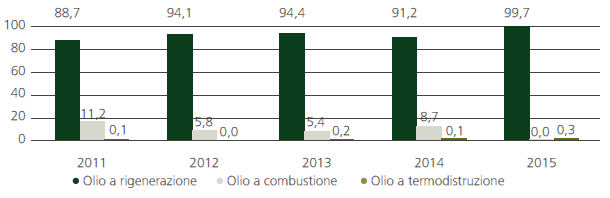 88,7 94,1 94,4 91,2 99,7
100
80
60
40
20
0
11,2 0,1 5,8 0,0 5,4 0,2 8,7 0,1 0,0 0,3
2011 2012 2013 2014 2015
Olio a rigenerazione Olio a combustione Olio a termodistruzione